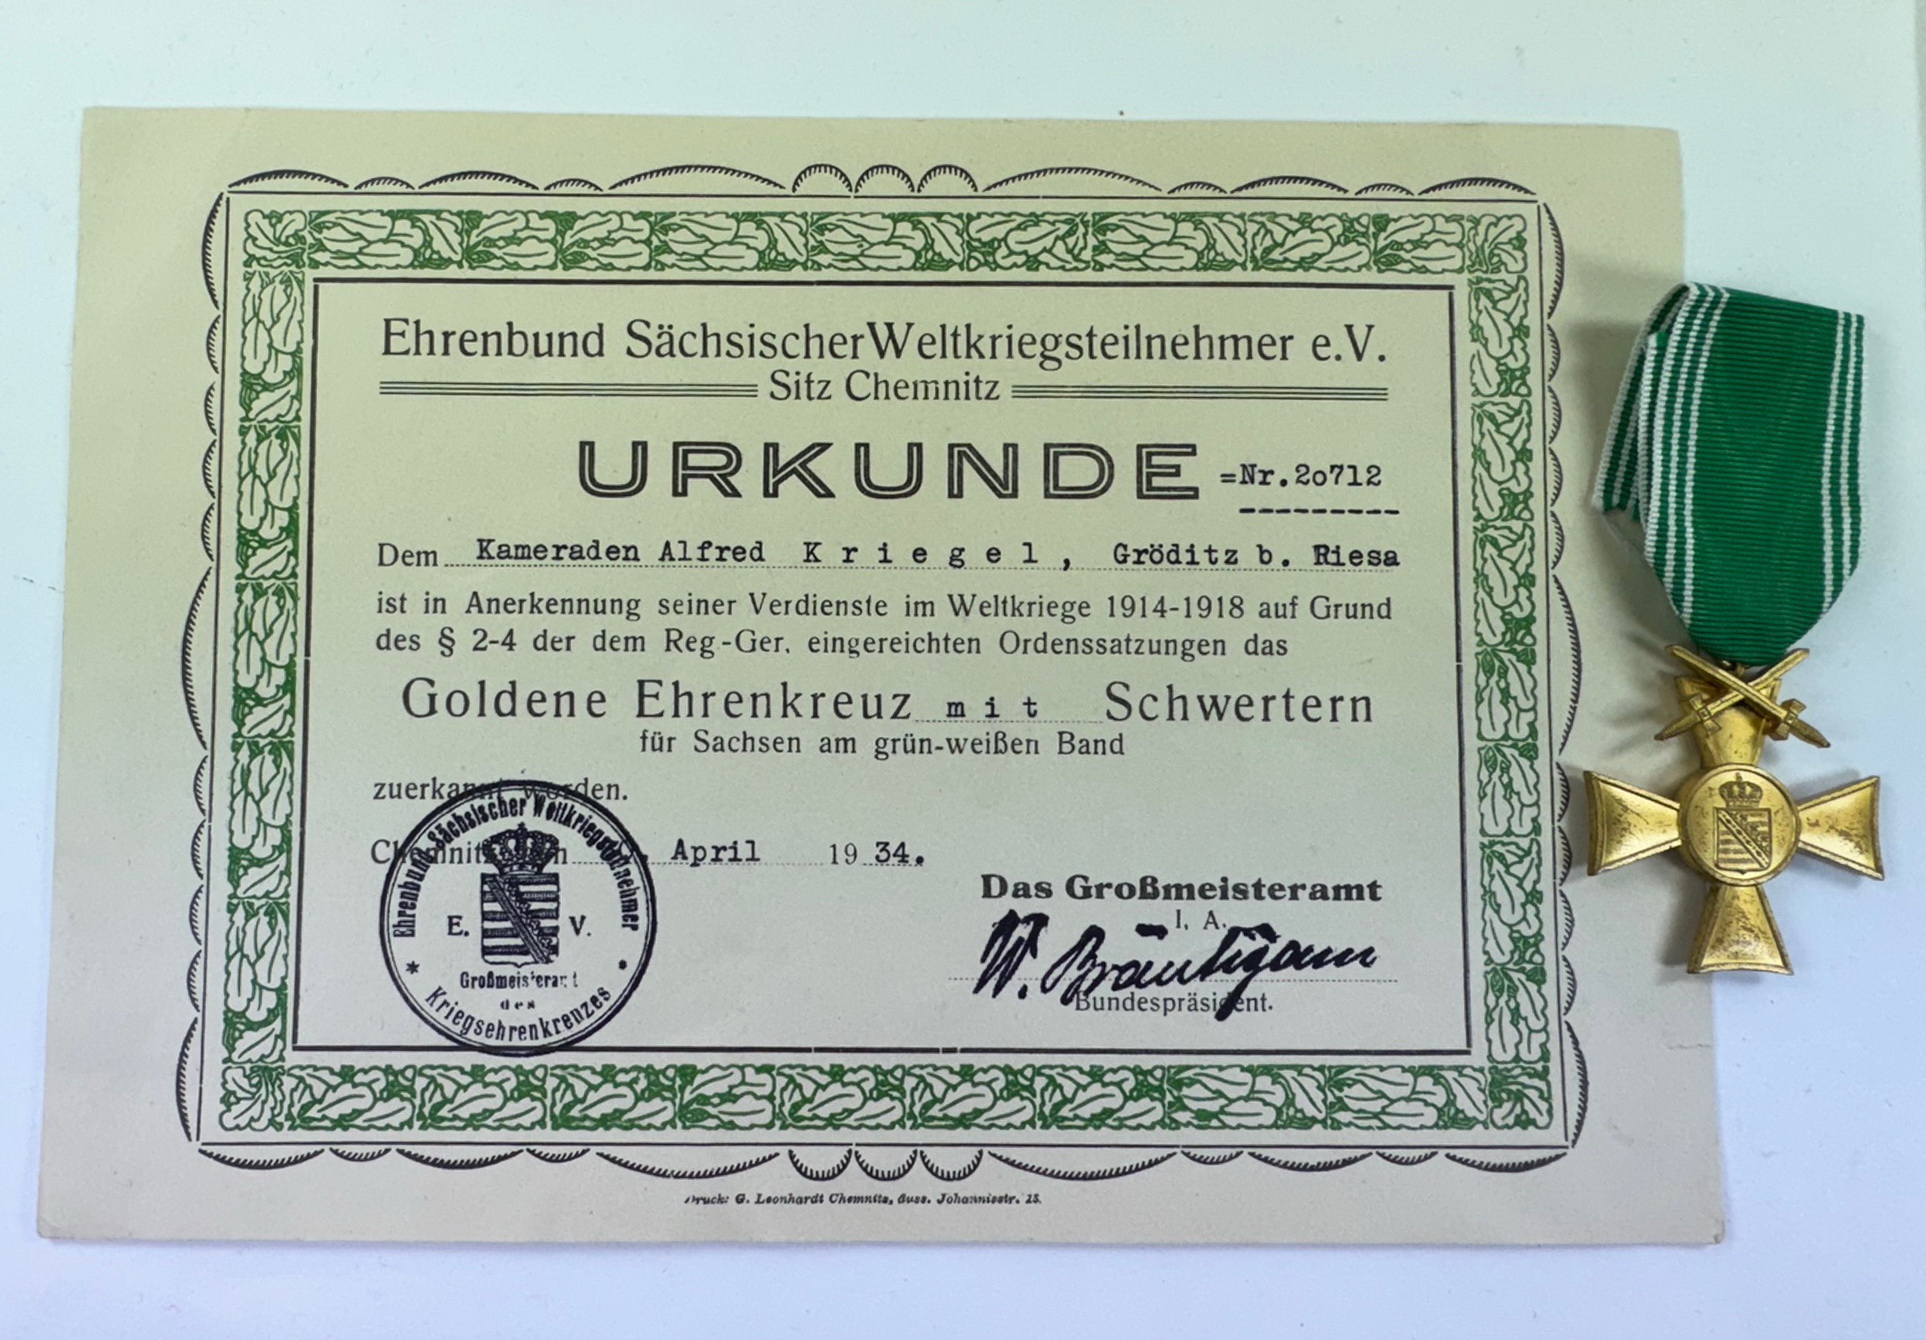 Ehrenbund Sächsischer Weltkriegsteilnehmer e.V.
Sitz Chemnitz
URKUNDE =Nr.20712
Dem Kameraden Alfred Kriegel, Gröditz b. Riesa
ist in Anerkennung seiner Verdienste im Weltkriege 1914-1918 auf Grund
des § 2-4 der dem Reg-Ger. eingereichten Ordenssatzungen das
Goldene Ehrenkreuz mit Schwertern
für Sachsen am grün-weißen Band
zuerkannt worden.
Chemnitz, April 1934.
Das Großmeisteramt
I. A.
W. Bräutigam
Bundespräsident.
Ehrenbund Sächsischer Weltkriegsteilnehmer
E. V.
Großmeisteramt
des
Kriegsehrenkreuzes
Druck: G. Leonhardt Chemnitz, Auss. Johannisstr. 15.